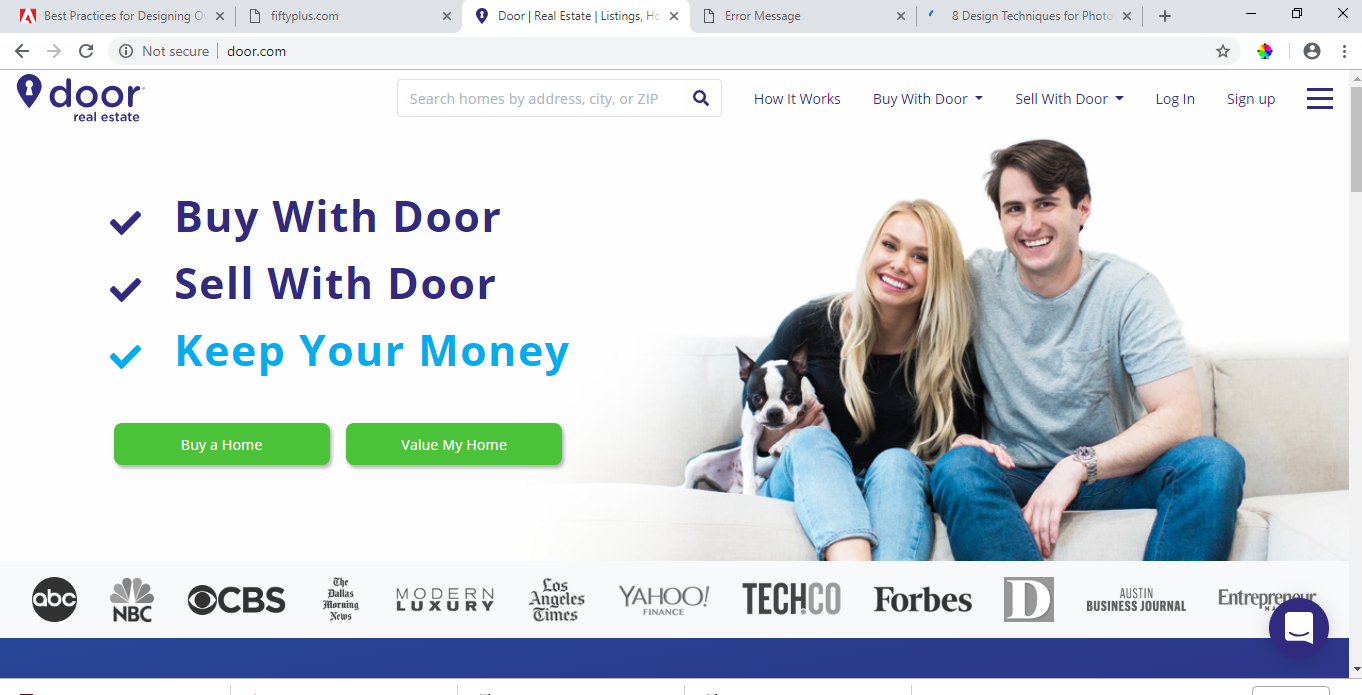 Best Practices for Designing O
fiftyplus.com
Door | Real Estate | Listings, Ho
Error Message
8 Design Techniques for Photo
Not secure
door.com
door
real estate
Search homes by address, city, or ZIP
How It Works
Buy With Door
Sell With Door
Log In
Sign up
Buy With Door
Sell With Door
Keep Your Money
Buy a Home
Value My Home
abc
NBC
CBS
The
Dallas
Morning
News
MODERN
LUXURY
Los
Angeles
Times
YAHOO!
FINANCE
TECH.CO
Forbes
D
AUSTIN
BUSINESS JOURNAL
Entrepreneur